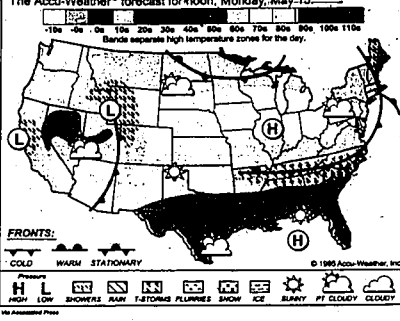 The Accu-Weather® forecast for noon, Monday, May 15.
-10s -0s 0s 10s 20s 30s 40s 50s 60s 70s 80s 90s 100s 110s
Bands separate high temperature zones for the day.
L
L
H
H
FRONTS:
COLD WARM STATIONARY
© 1995 Accu-Weather, Inc
Pressure
H L
HIGH LOW SHOWERS RAIN T-STORMS FLURRIES SNOW ICE SUNNY PT CLOUDY CLOUDY
Via Associated Press